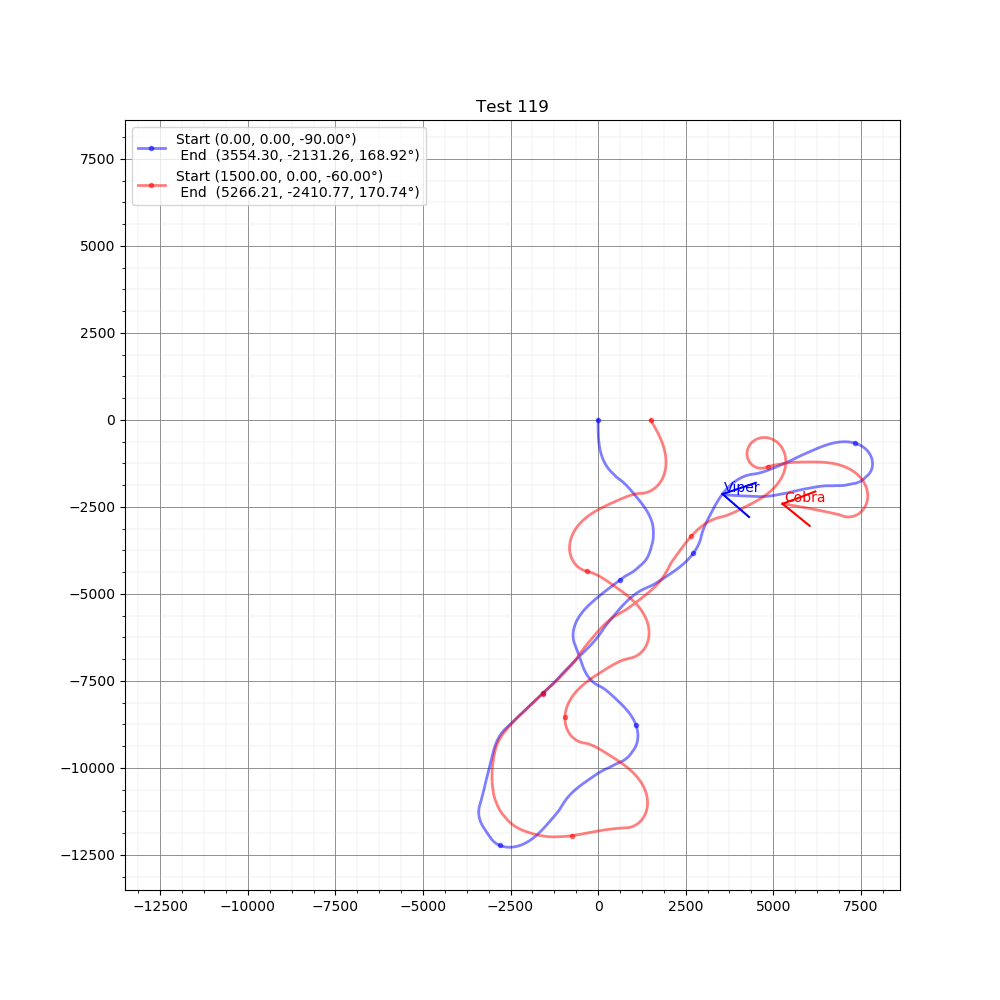 Test 119
Start (0.00, 0.00, -90.00°)
End  (3554.30, -2131.26, 168.92°)
Start (1500.00, 0.00, -60.00°)
End  (5266.21, -2410.77, 170.74°)
7500
5000
2500
0
−2500
−5000
−7500
−10000
−12500
Viper
Cobra
−12500 −10000 −7500 −5000 −2500 0 2500 5000 7500